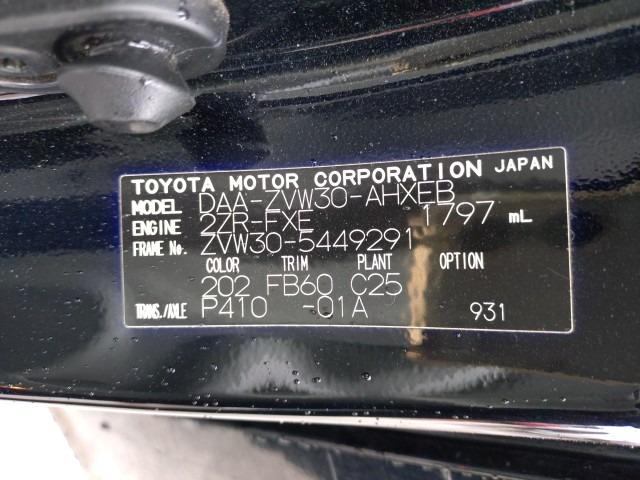 TOYOTA MOTOR CORPORATION JAPAN
MODEL DAA-ZVW30-AHXEB
ENGINE 2ZR-FXE 1797 mL
FRAME No. ZVW30-5449291
COLOR TRIM PLANT OPTION
202 FB60 C25
TRANS./AXLE P410 -01A 931